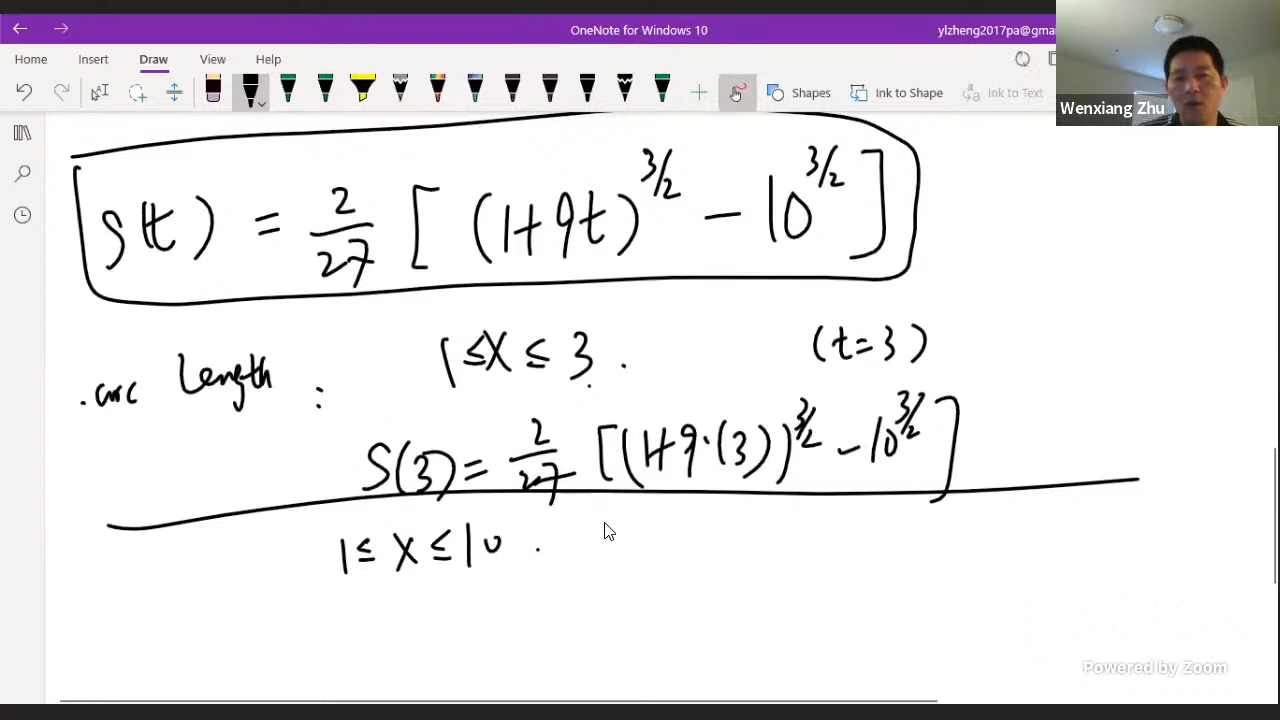 OneNote for Windows 10
ylzheng2017pa@gma
Home Insert Draw View Help
Shapes Ink to Shape Ink to Text
Wenxiang Zhu
S(t) = 2/27 [ (1+9t)^3/2 - 10^3/2 ]
arc Length : 1 ≤ X ≤ 3 . (t=3)
S(3) = 2/27 [(1+9·(3))^3/2 - 10^3/2 ]
1 ≤ X ≤ 10 .
Powered by Zoom